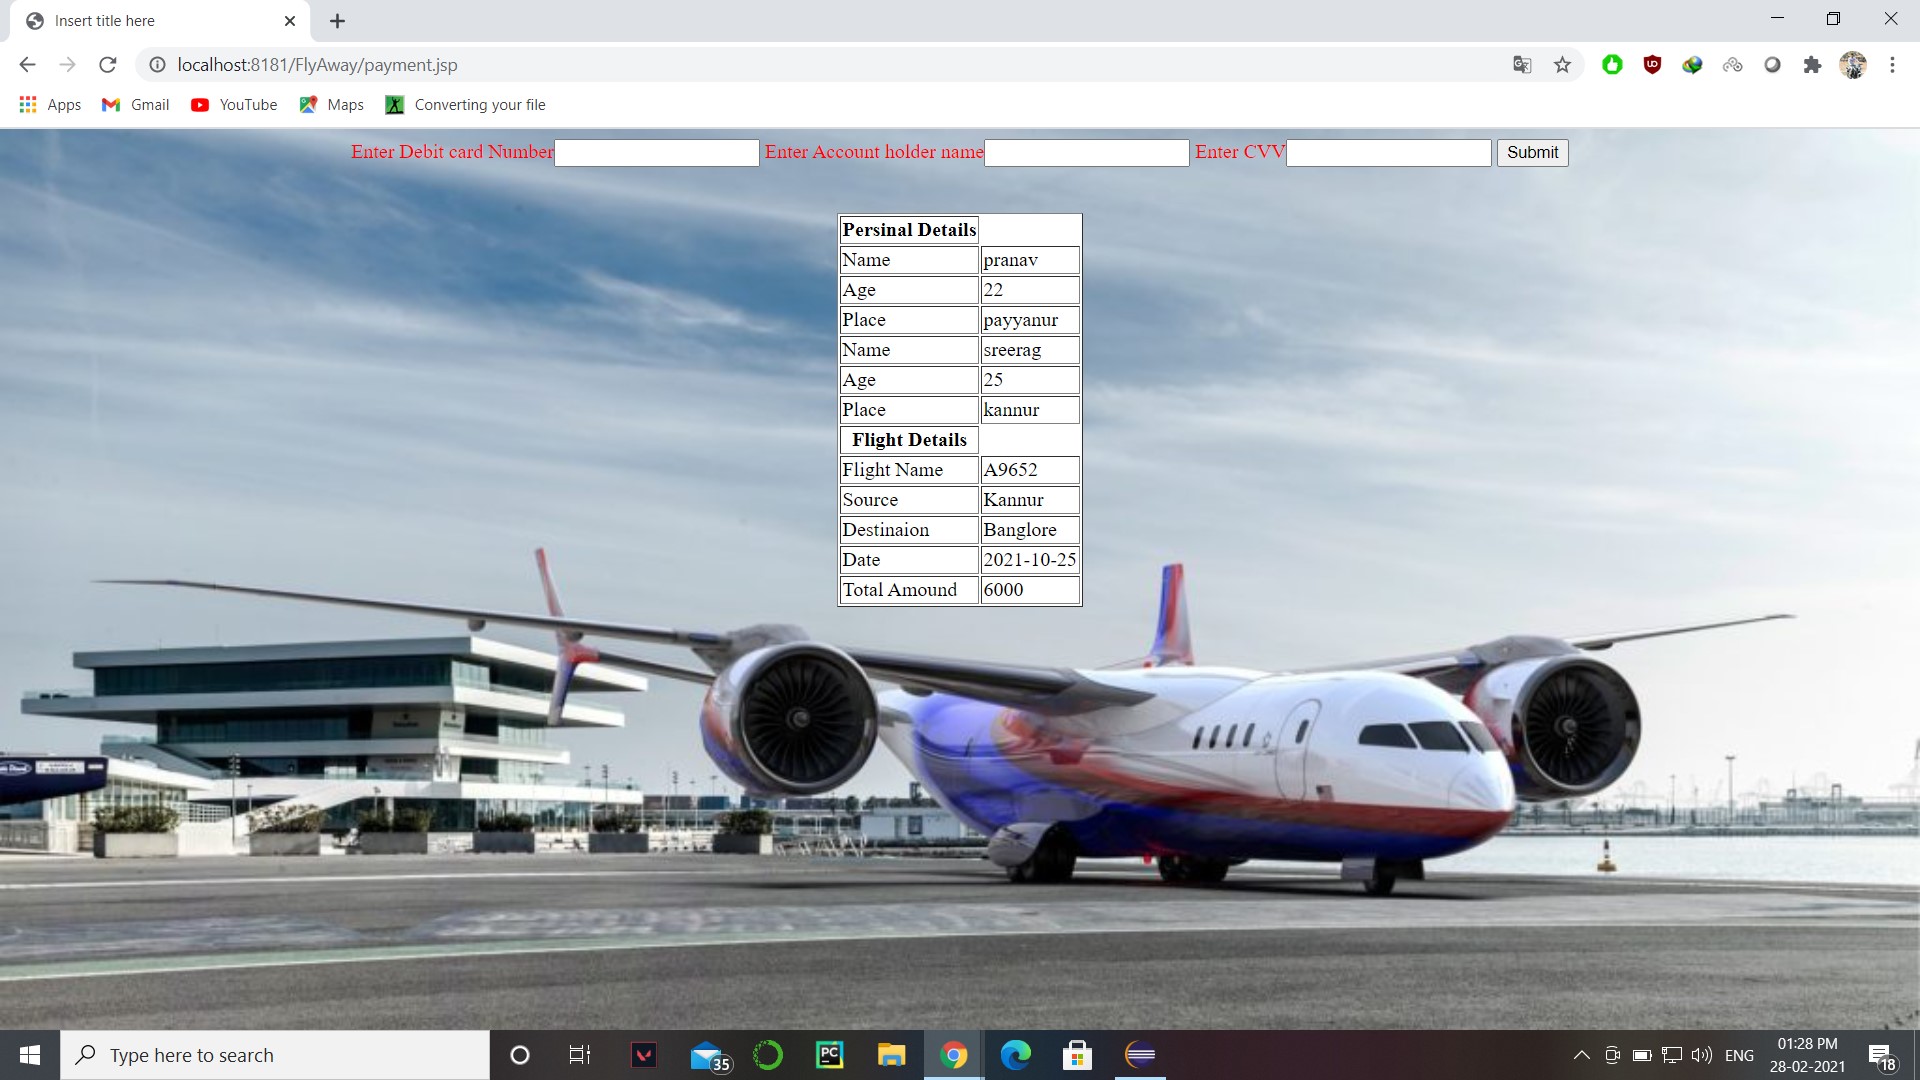 Insert title here
localhost:8181/FlyAway/payment.jsp
Apps Gmail YouTube Maps Converting your file
Enter Debit card Number Enter Account holder name Enter CVV Submit
Persinal Details
Name pranav
Age 22
Place payyanur
Name sreerag
Age 25
Place kannur
Flight Details
Flight Name A9652
Source Kannur
Destinaion Banglore
Date 2021-10-25
Total Amound 6000
Type here to search
35
PC
ENG
01:28 PM
28-02-2021
18